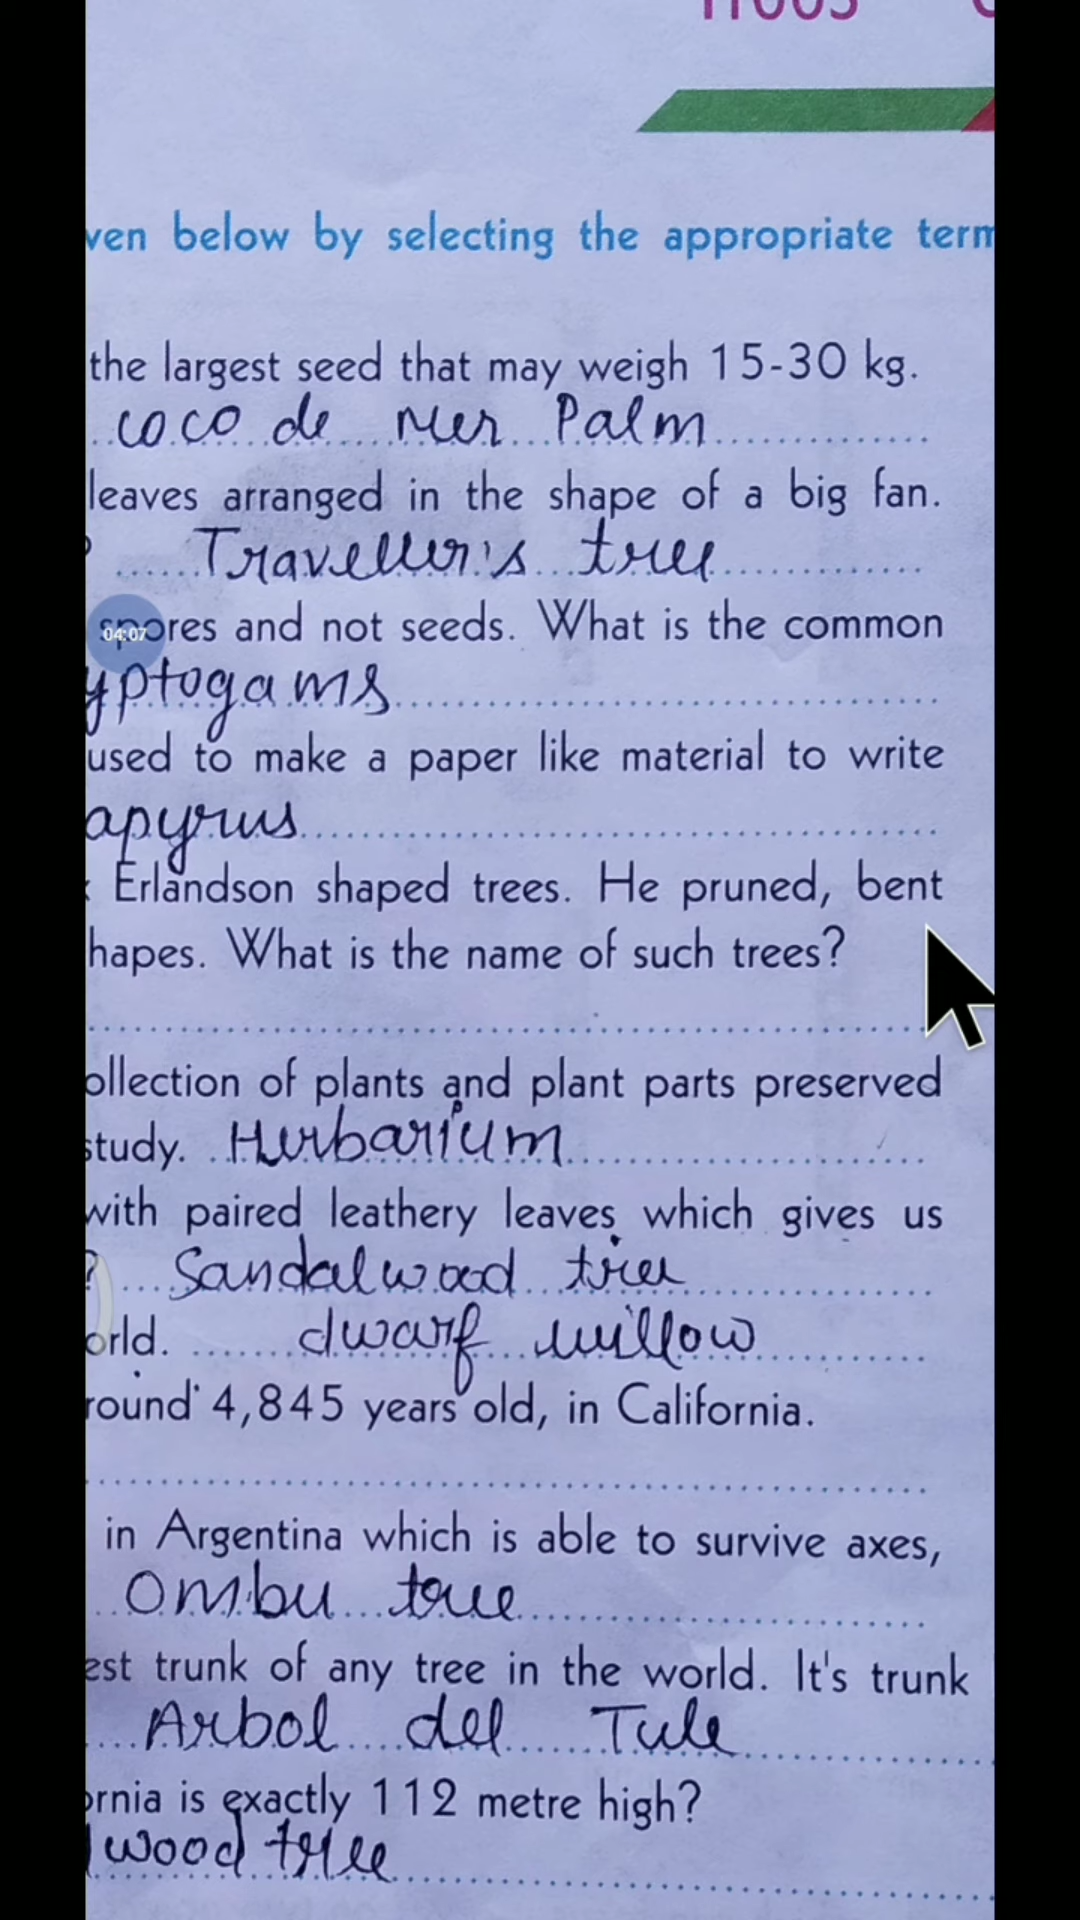 ven below by selecting the appropriate term
the largest seed that may weigh 15-30 kg.
coco de Mer Palm
leaves arranged in the shape of a big fan.
Traveller's tree
04:07
spores and not seeds. What is the common
yptogams
used to make a paper like material to write
apyrus
Erlandson shaped trees. He pruned, bent
hapes. What is the name of such trees?
ollection of plants and plant parts preserved
study. Herbarium
with paired leathery leaves which gives us
? Sandalwood tree
orld. dwarf willow
round 4,845 years old, in California.
in Argentina which is able to survive axes,
Ombu tree
est trunk of any tree in the world. It's trunk
Arbol del Tule
ornia is exactly 112 metre high?
wood tree